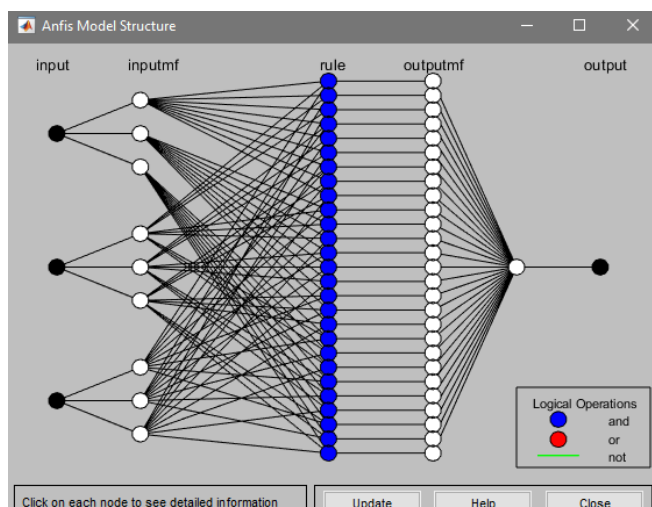 Anfis Model Structure
input inputmf rule outputmf output
Logical Operations
and
or
not
Click on each node to see detailed information Update Help Close